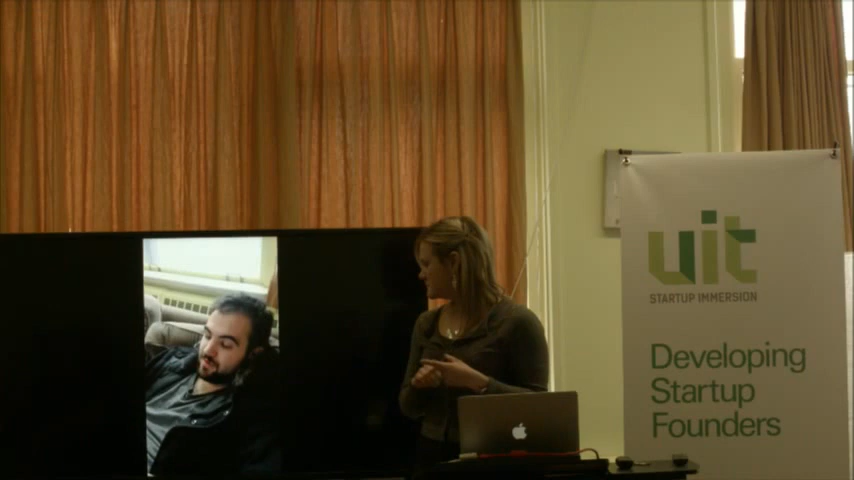 uit
STARTUP IMMERSION
Developing
Startup
Founders